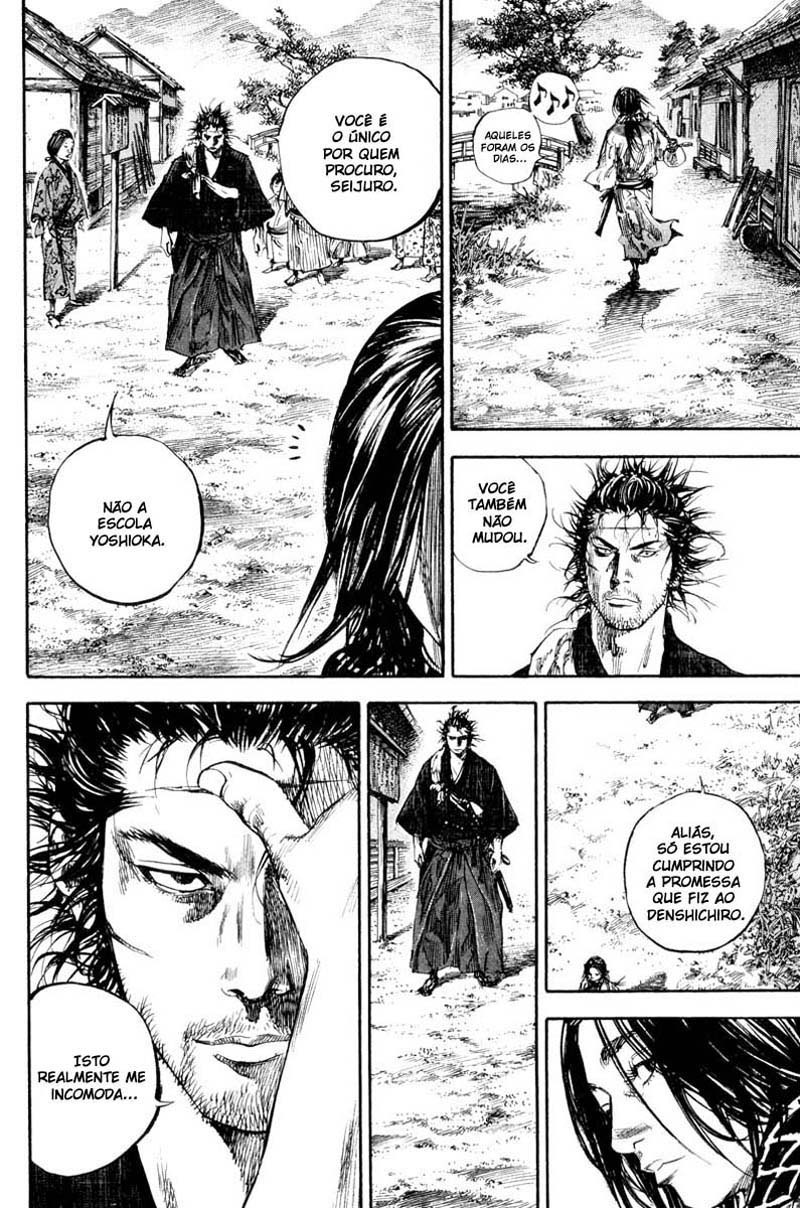 AQUELES
FORAM OS
DIAS...
VOCÊ É
O ÚNICO
POR QUEM
PROCURO,
SEIJURO.
NÃO A
ESCOLA
YOSHIOKA.
VOCÊ
TAMBÉM
NÃO
MUDOU.
ALIÁS,
SÓ ESTOU
CUMPRINDO
A PROMESSA
QUE FIZ AO
DENSHICHIRO.
ISTO
REALMENTE ME
INCOMODA...